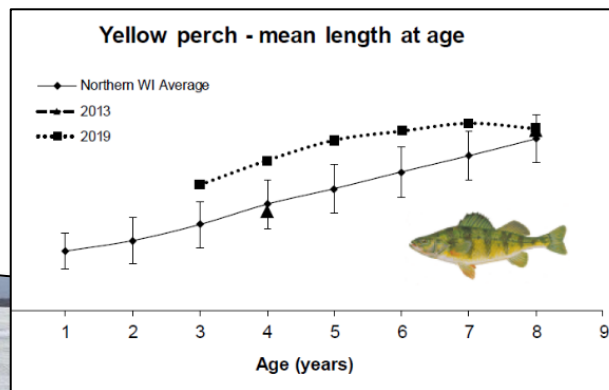 Yellow perch - mean length at age
Northern WI Average
2013
2019
1 2 3 4 5 6 7 8 9
Age (years)